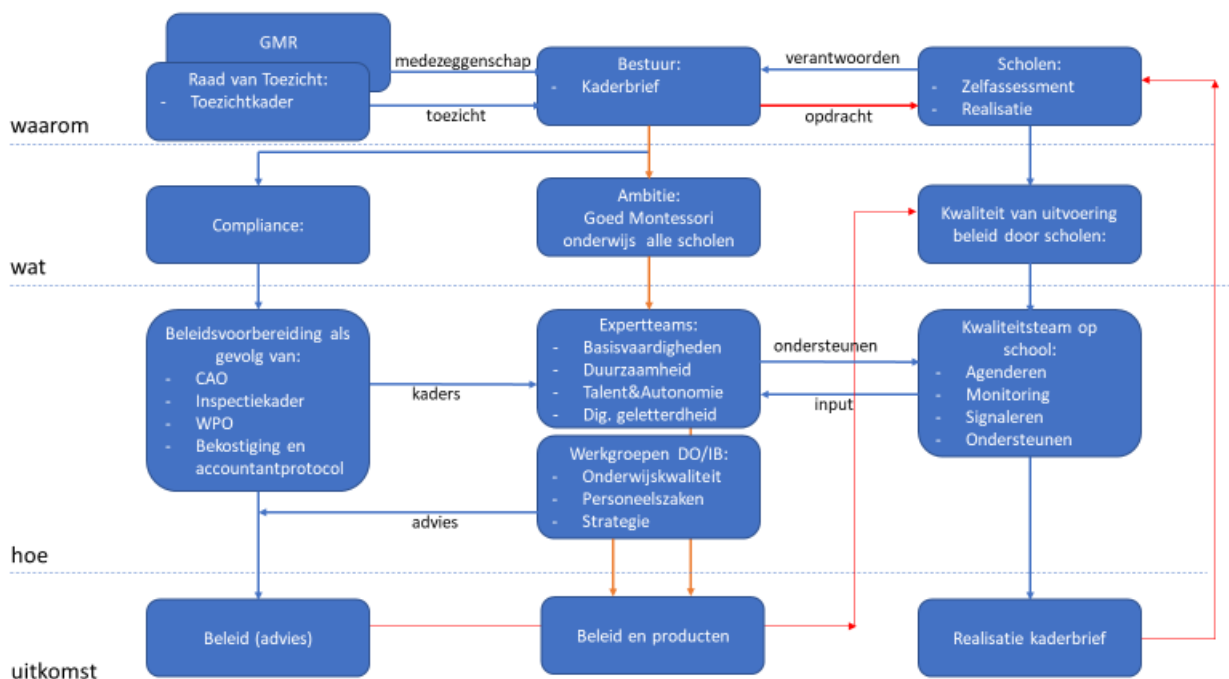 GMR
Raad van Toezicht:
- Toezichtkader
medezeggenschap
toezicht
Bestuur:
- Kaderbrief
verantwoorden
opdracht
Scholen:
- Zelfassessment
- Realisatie
waarom
Compliance:
Ambitie:
Goed Montessori
onderwijs alle scholen
Kwaliteit van uitvoering
beleid door scholen:
wat
Beleidsvoorbereiding als
gevolg van:
- CAO
- Inspectiekader
- WPO
- Bekostiging en
accountantprotocol
kaders
Expertteams:
- Basisvaardigheden
- Duurzaamheid
- Talent&Autonomie
- Dig. geletterdheid
ondersteunen
input
Kwaliteitsteam op
school:
- Agenderen
- Monitoring
- Signaleren
- Ondersteunen
Werkgroepen DO/IB:
- Onderwijskwaliteit
- Personeelszaken
- Strategie
advies
hoe
Beleid (advies)
Beleid en producten
Realisatie kaderbrief
uitkomst